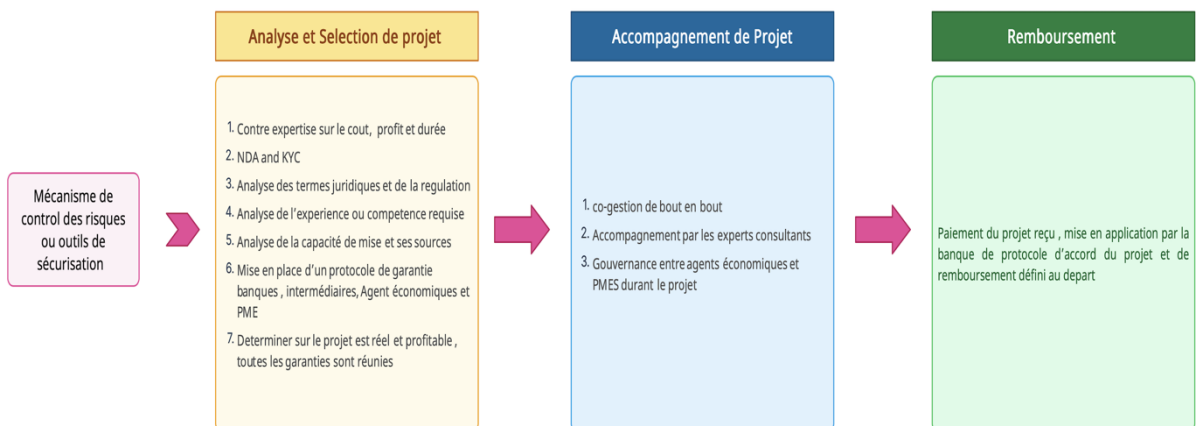 Analyse et Selection de projet
Accompagnement de Projet
Remboursement
Mécanisme de
control des risques
ou outils de
sécurisation
1. Contre expertise sur le cout, profit et durée
2. NDA and KYC
3. Analyse des termes juridiques et de la regulation
4. Analyse de l'experience ou competence requise
5. Analyse de la capacité de mise et ses sources
6. Mise en place d'un protocole de garantie
banques , intermédiaires, Agent économiques et
PME
7. Determiner sur le projet est réel et profitable ,
toutes les garanties sont réunies
1. co-gestion de bout en bout
2. Accompagnement par les experts consultants
3. Gouvernance entre agents économiques et
PMES durant le projet
Paiement du projet reçu , mise en application par la
banque de protocole d'accord du projet et de
remboursement défini au depart